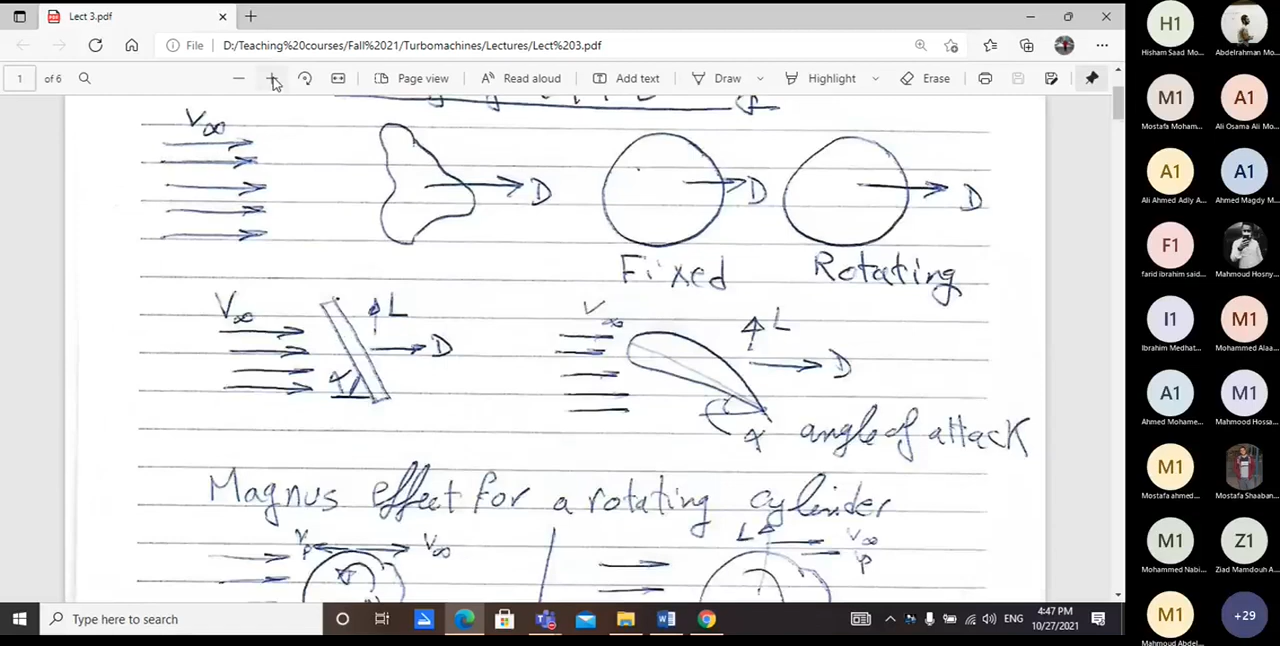 Lect 3.pdf
File D:/Teaching%20courses/Fall%2021/Turbomachines/Lectures/Lect%203.pdf
1 of 6 Page view Read aloud Add text Draw Highlight Erase
V∞
D D D
Fixed Rotating
V∞ L D V∞ L D
α α angle of attack
Magnus effect for a rotating cylinder
Vp V∞ L V∞
Vp
H1
Hisham Saad Mo... Abdelrahman Mo...
M1 A1
Mostafa Moham... Ali Osama Ali Mo...
A1 A1
Ali Ahmed Adly A... Ahmed Magdy M...
F1
farid ibrahim said... Mahmoud Hosny...
I1 M1
Ibrahim Medhat... Mohammed Alaa...
A1 M1
Ahmed Mohame... Mahmood Hossa...
M1
Mostafa ahmed... Mostafa Shaaban...
M1 Z1
Mohammed Nabi... Ziad Mamdouh A...
M1 +29
Mahmoud Abdel...
Type here to search
ENG
4:47 PM
10/27/2021